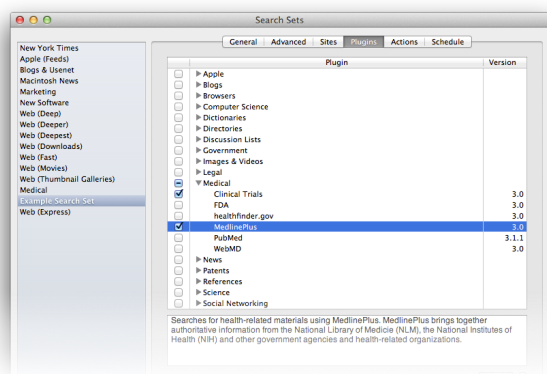 Search Sets
General Advanced Sites Plugins Actions Schedule
New York Times
Apple (Feeds)
Blogs & Usenet
Macintosh News
Marketing
New Software
Web (Deep)
Web (Deeper)
Web (Deepest)
Web (Downloads)
Web (Fast)
Web (Movies)
Web (Thumbnail Galleries)
Medical
Example Search Set
Web (Express)
Plugin Version
Apple
Blogs
Browsers
Computer Science
Dictionaries
Directories
Discussion Lists
Government
Images & Videos
Legal
Medical
Clinical Trials 3.0
FDA 3.0
healthfinder.gov 3.0
MedlinePlus 3.0
PubMed 3.1.1
WebMD 3.0
News
Patents
References
Science
Social Networking
Searches for health-related materials using MedlinePlus. MedlinePlus brings together
authoritative information from the National Library of Medicie (NLM), the National Institutes of
Health (NIH) and other government agencies and health-related organizations.